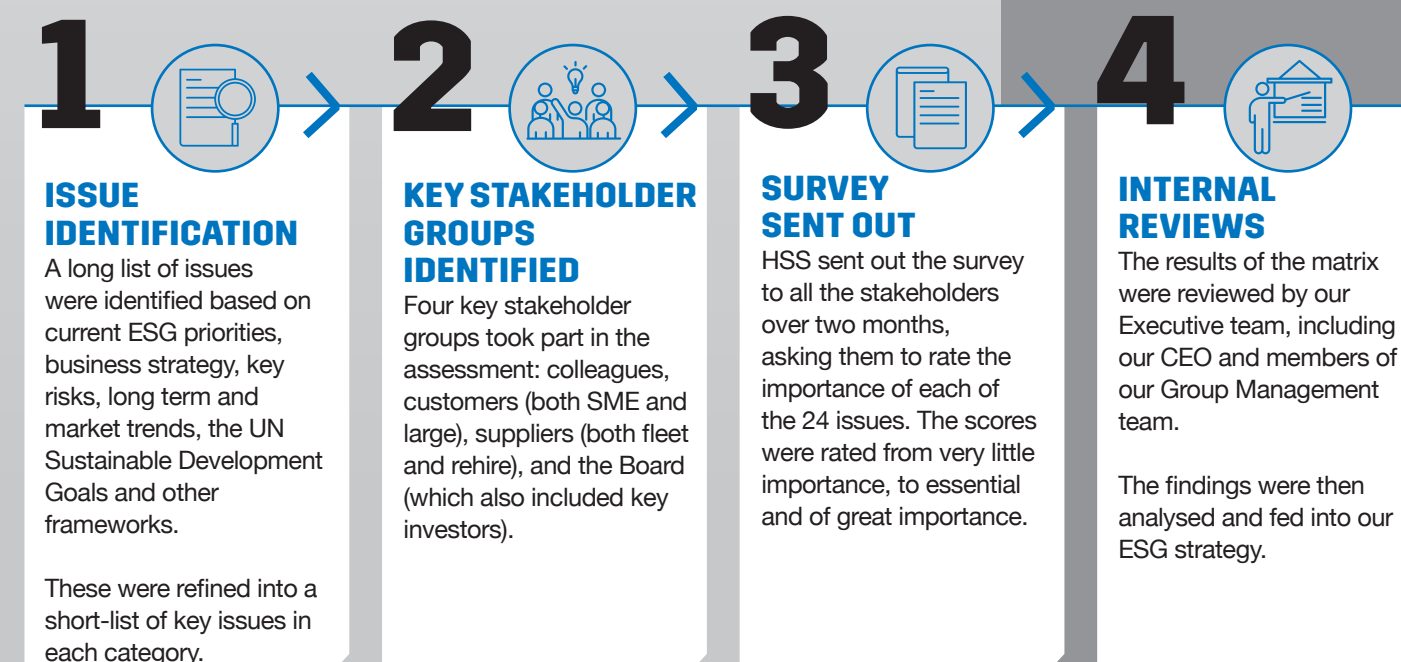 1
ISSUE
IDENTIFICATION
A long list of issues
were identified based on
current ESG priorities,
business strategy, key
risks, long term and
market trends, the UN
Sustainable Development
Goals and other
frameworks.
These were refined into a
short-list of key issues in
each category.
2
KEY STAKEHOLDER
GROUPS
IDENTIFIED
Four key stakeholder
groups took part in the
assessment: colleagues,
customers (both SME and
large), suppliers (both fleet
and rehire), and the Board
(which also included key
investors).
3
SURVEY
SENT OUT
HSS sent out the survey
to all the stakeholders
over two months,
asking them to rate the
importance of each of
the 24 issues. The scores
were rated from very little
importance, to essential
and of great importance.
4
INTERNAL
REVIEWS
The results of the matrix
were reviewed by our
Executive team, including
our CEO and members of
our Group Management
team.
The findings were then
analysed and fed into our
ESG strategy.